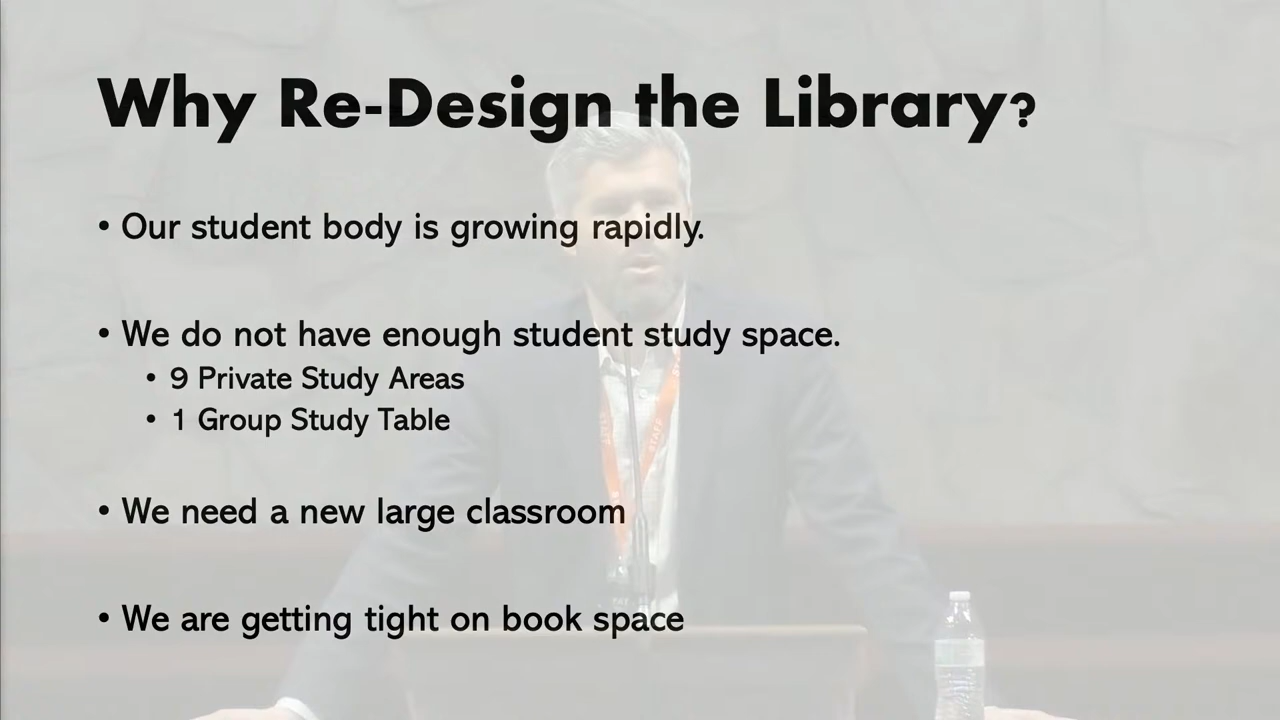 Why Re-Design the Library?
• Our student body is growing rapidly.
• We do not have enough student study space.
• 9 Private Study Areas
• 1 Group Study Table
• We need a new large classroom
• We are getting tight on book space
STAFF